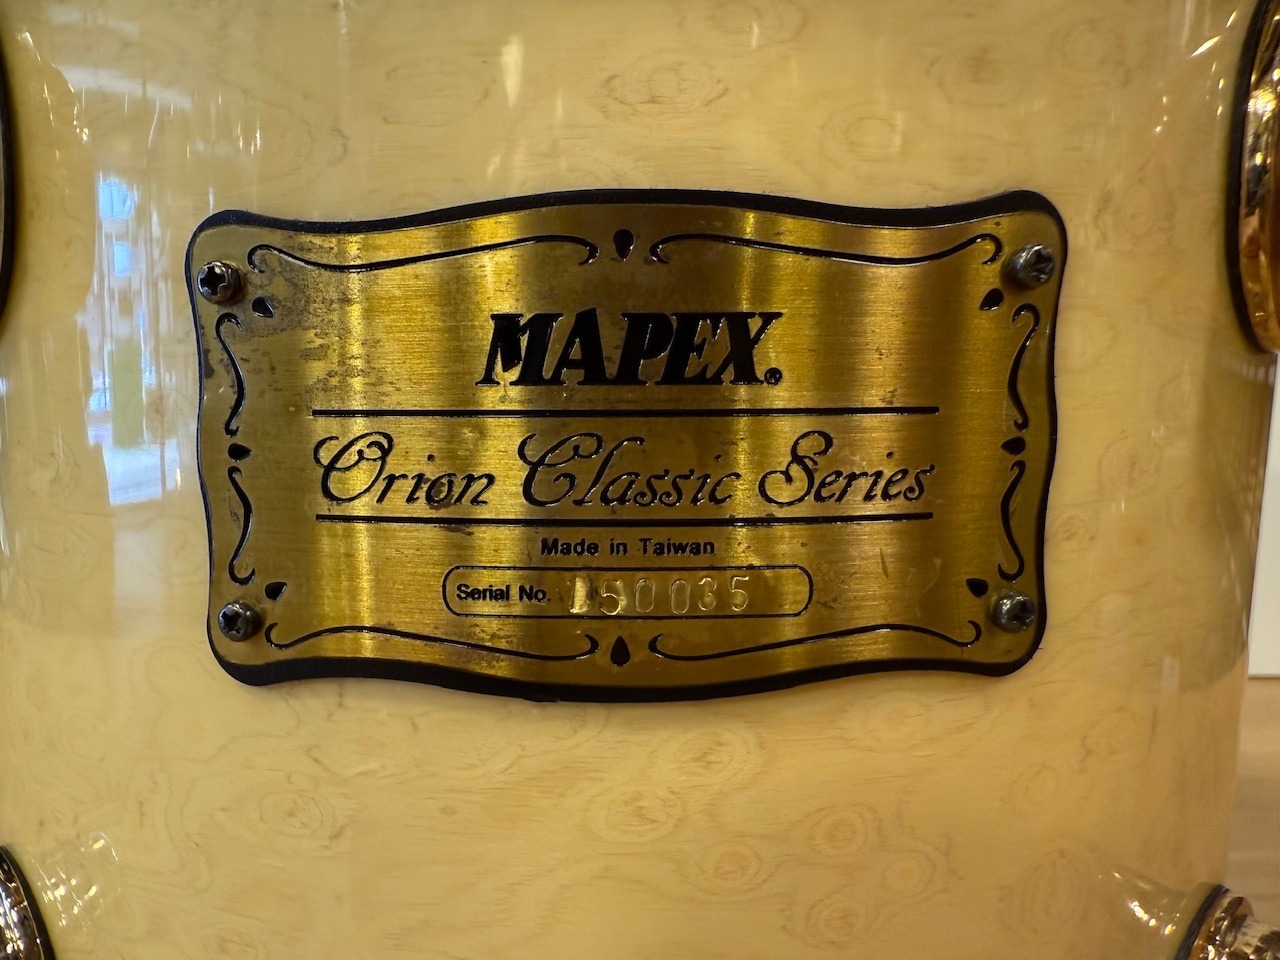 MAPEX®
Orion Classic Series
Made in Taiwan
Serial No. 150035